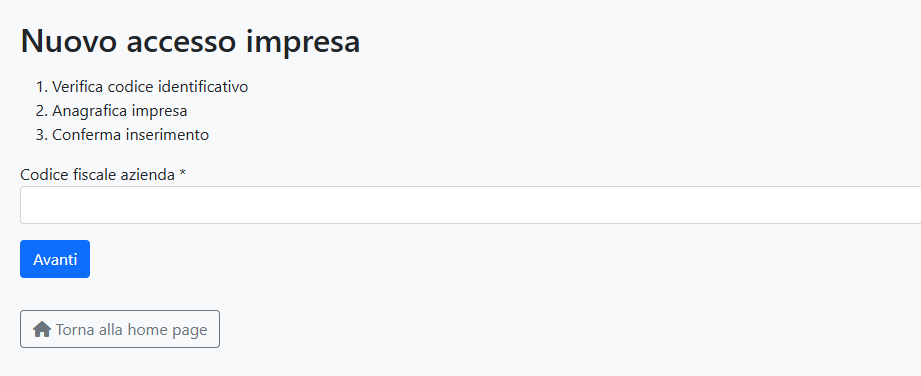 Nuovo accesso impresa
1. Verifica codice identificativo
2. Anagrafica impresa
3. Conferma inserimento
Codice fiscale azienda *
Avanti
Torna alla home page